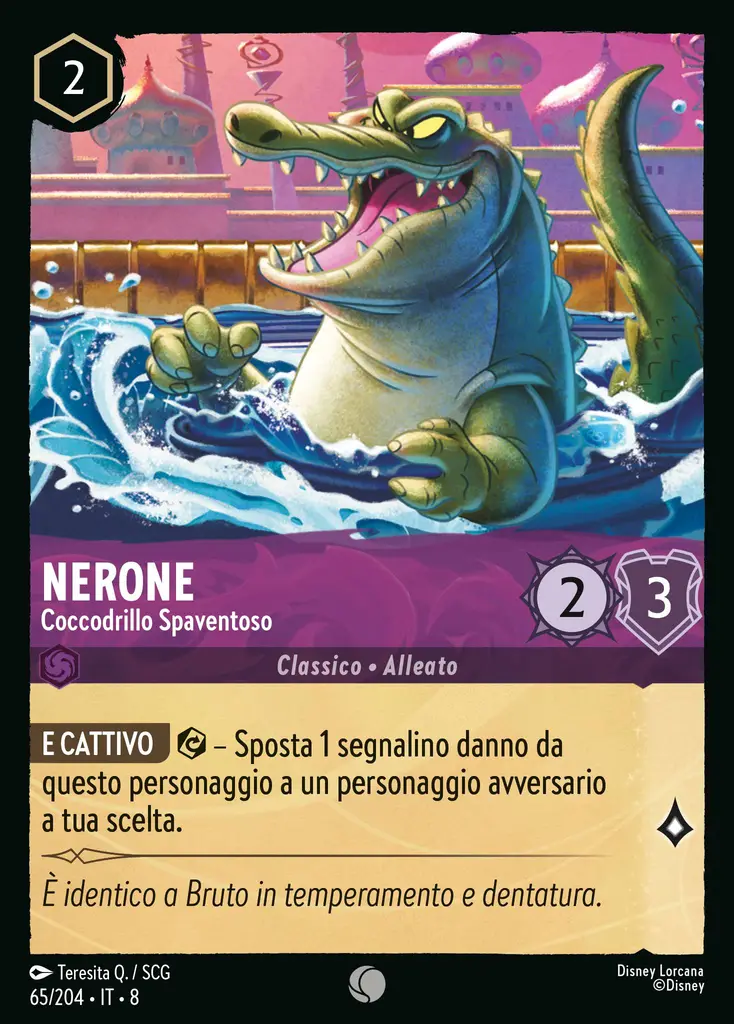 2
NERONE
Coccodrillo Spaventoso
2
3
Classico • Alleato
E CATTIVO – Sposta 1 segnalino danno da
questo personaggio a un personaggio avversario
a tua scelta.
È identico a Bruto in temperamento e dentatura.
Teresita Q. / SCG
65/204 • IT • 8
Disney Lorcana
©Disney